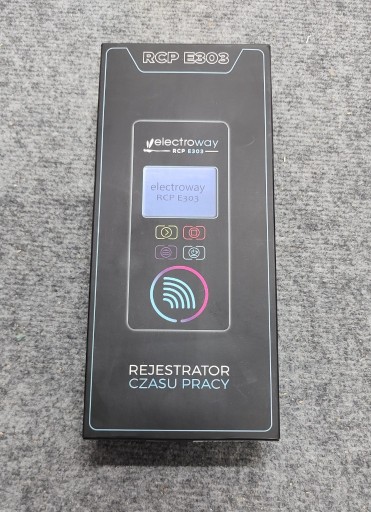 RCP E303
electroway
RCP E303
electroway
RCP E303
REJESTRATOR
CZASU PRACY